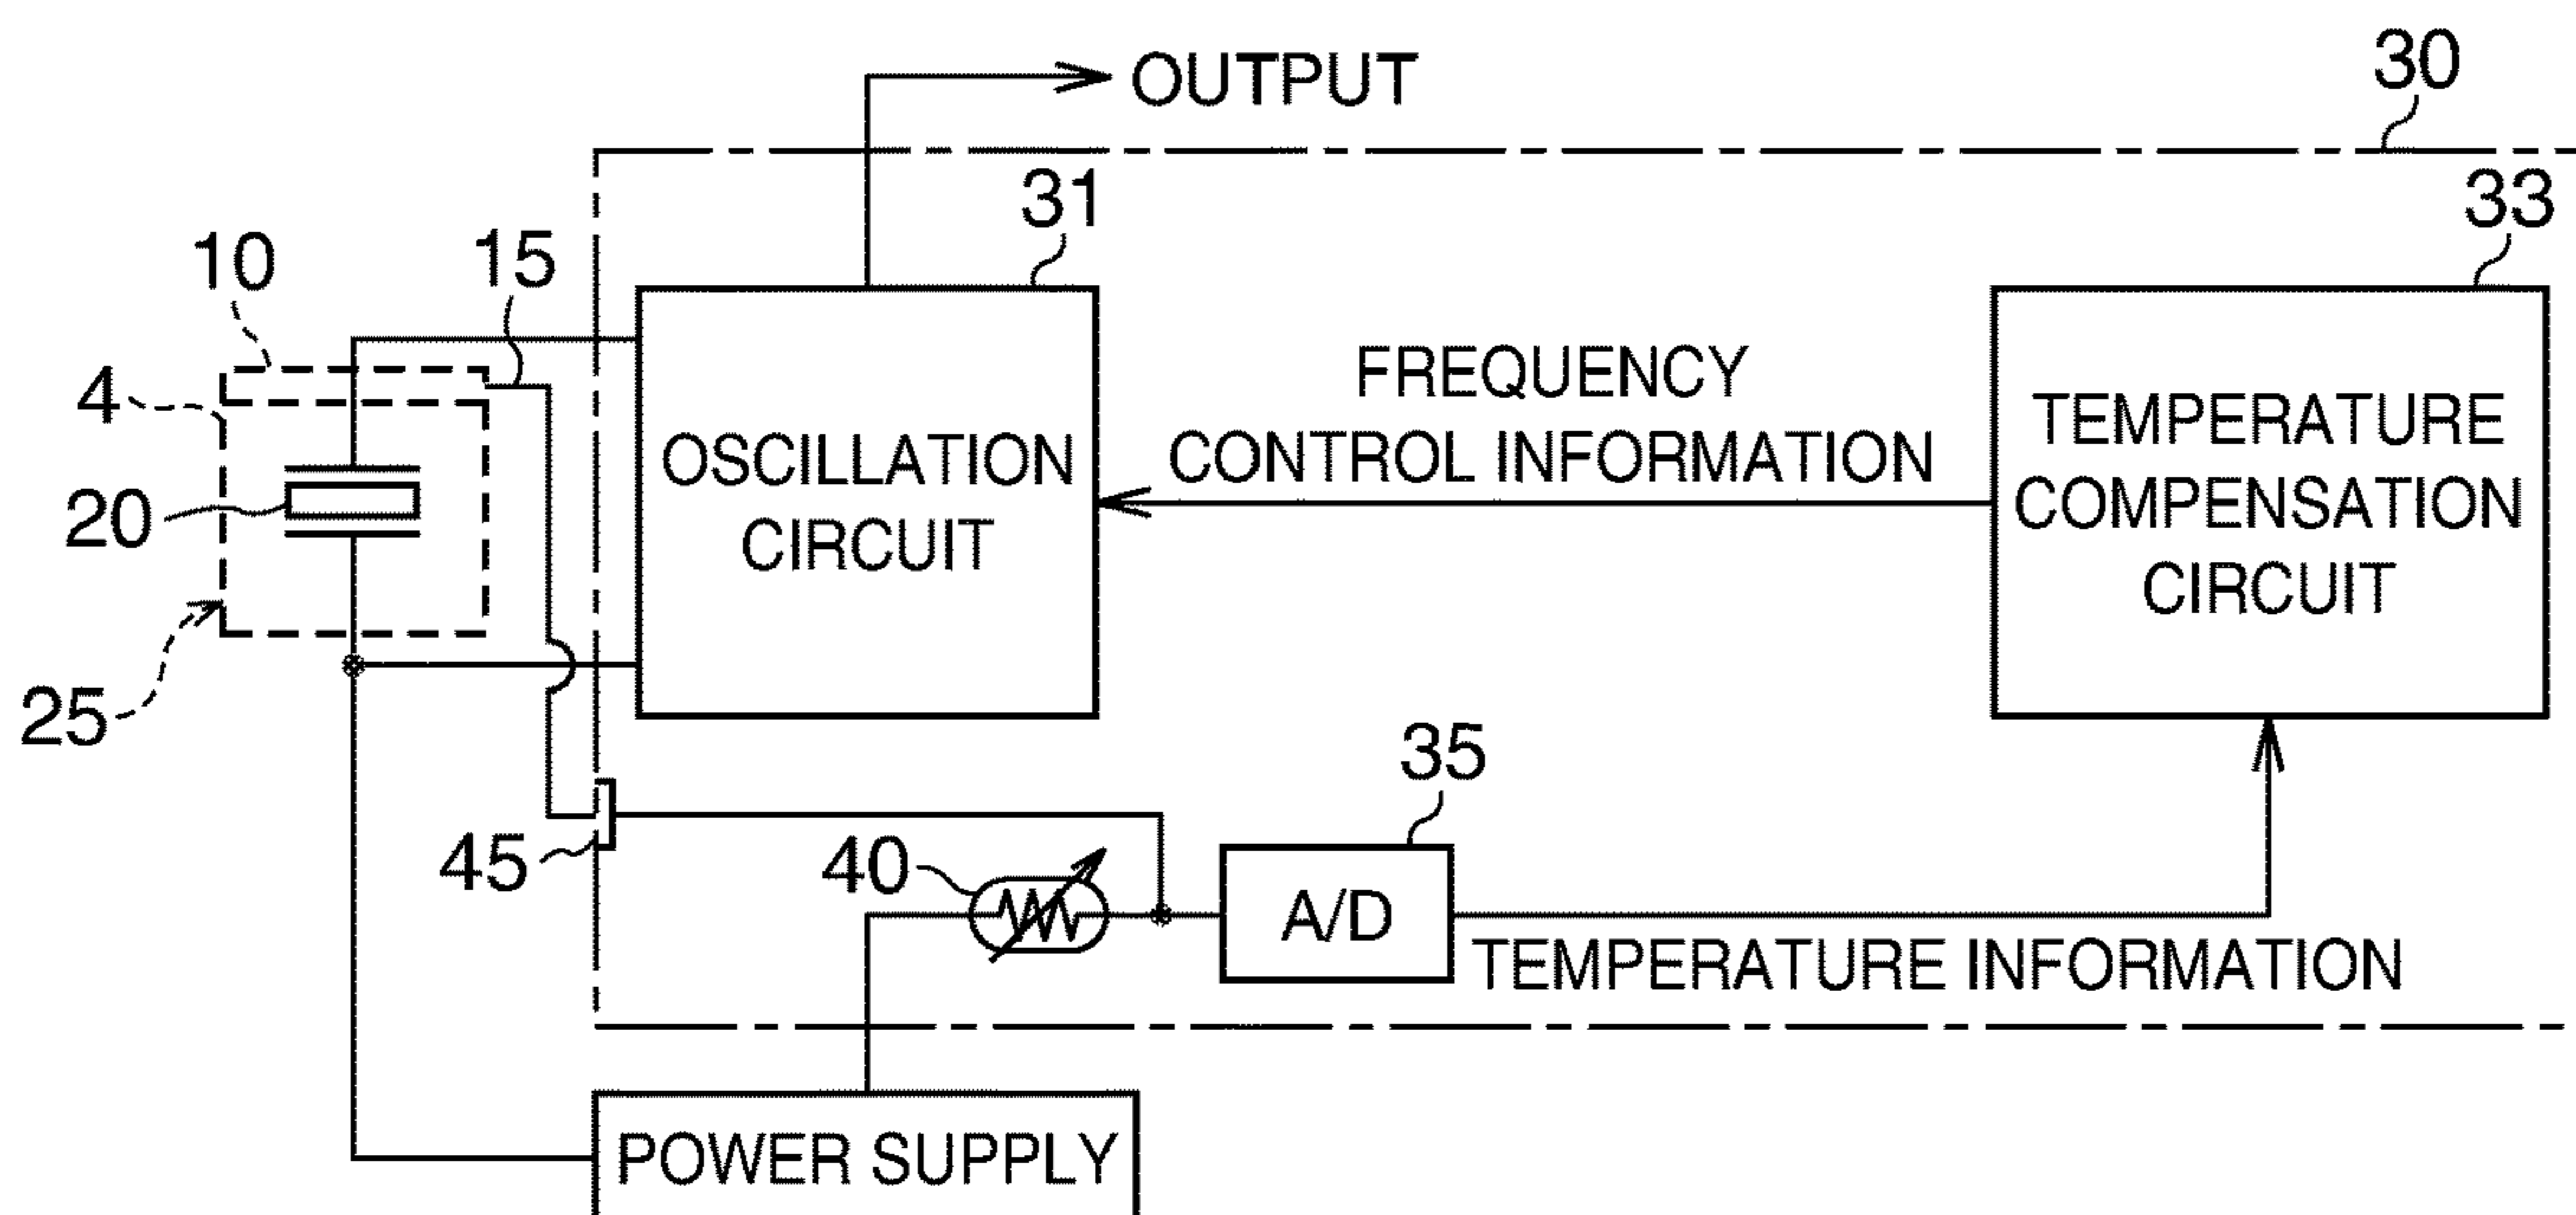 OUTPUT
30
31
33
10
15
4
20
25
OSCILLATION
CIRCUIT
FREQUENCY
CONTROL INFORMATION
TEMPERATURE
COMPENSATION
CIRCUIT
35
45
40
A/D
TEMPERATURE INFORMATION
POWER SUPPLY